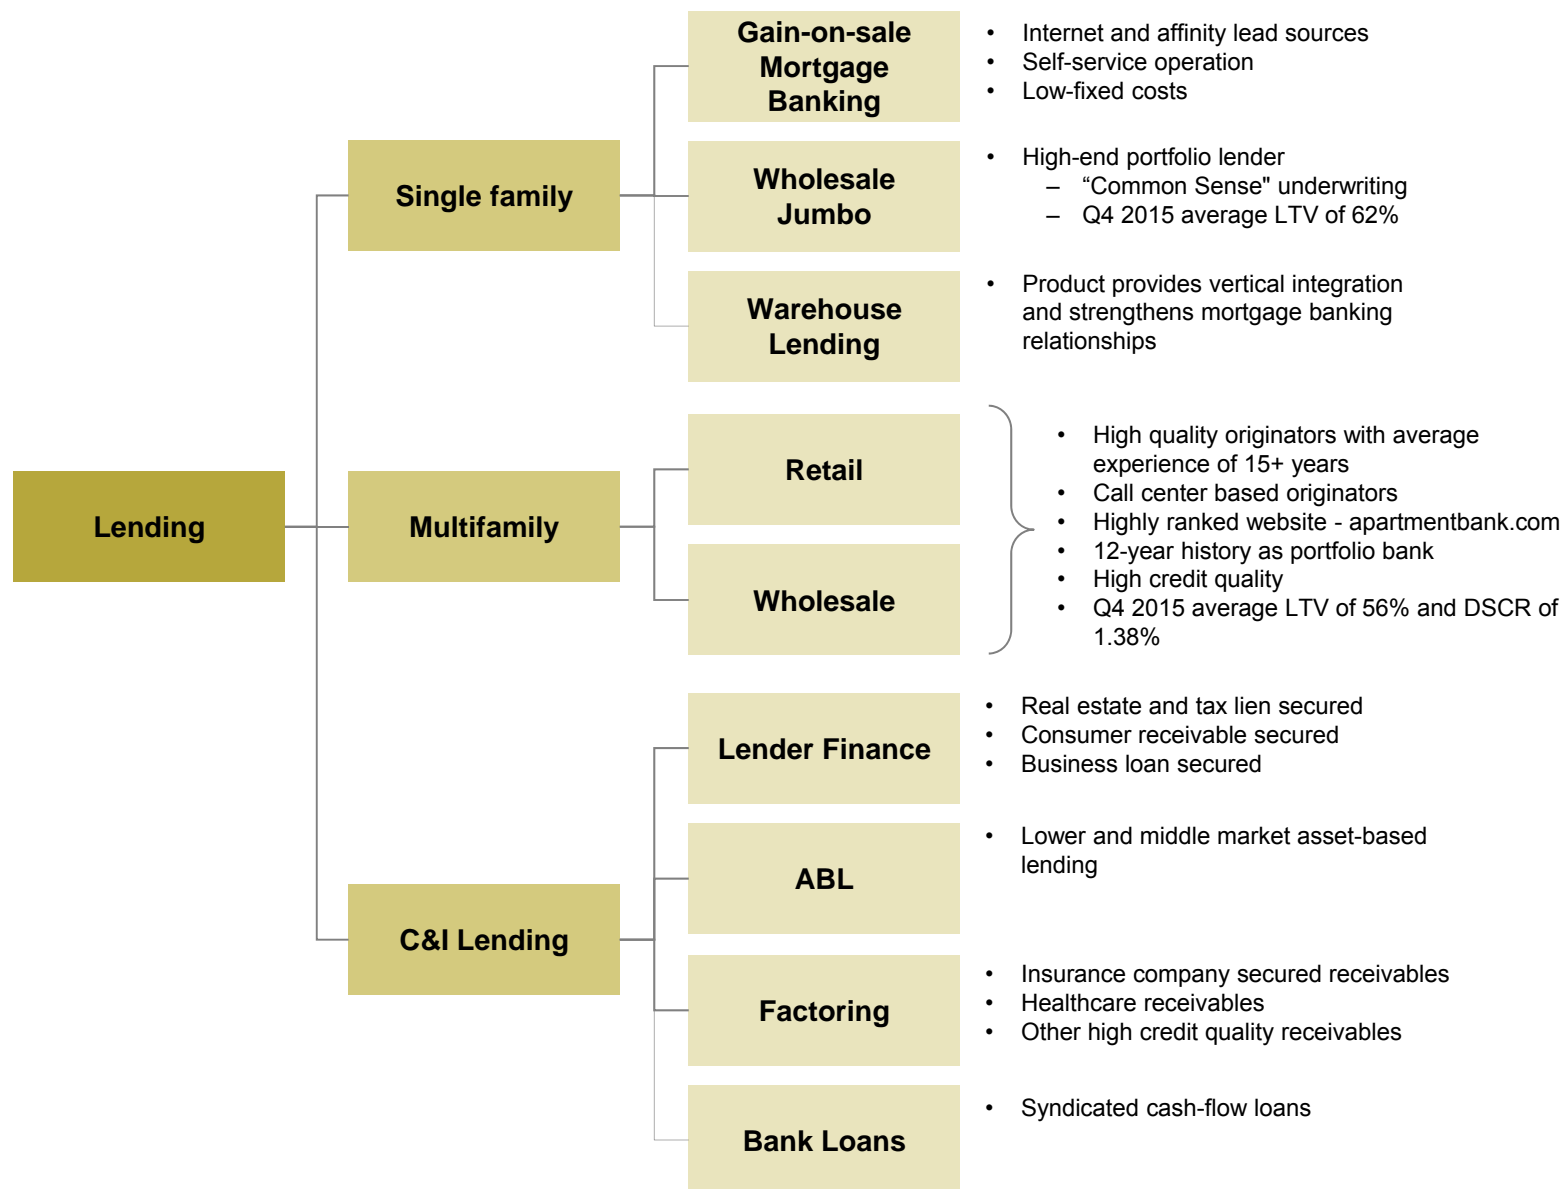 Gain-on-sale
Mortgage
Banking
• Internet and affinity lead sources
• Self-service operation
• Low-fixed costs
Single family
Wholesale
Jumbo
• High-end portfolio lender
– “Common Sense" underwriting
– Q4 2015 average LTV of 62%
Warehouse
Lending
• Product provides vertical integration
and strengthens mortgage banking
relationships
Lending
Multifamily
Retail
Wholesale
• High quality originators with average
experience of 15+ years
• Call center based originators
• Highly ranked website - apartmentbank.com
• 12-year history as portfolio bank
• High credit quality
• Q4 2015 average LTV of 56% and DSCR of
1.38%
C&I Lending
Lender Finance
• Real estate and tax lien secured
• Consumer receivable secured
• Business loan secured
ABL
• Lower and middle market asset-based
lending
Factoring
• Insurance company secured receivables
• Healthcare receivables
• Other high credit quality receivables
Bank Loans
• Syndicated cash-flow loans